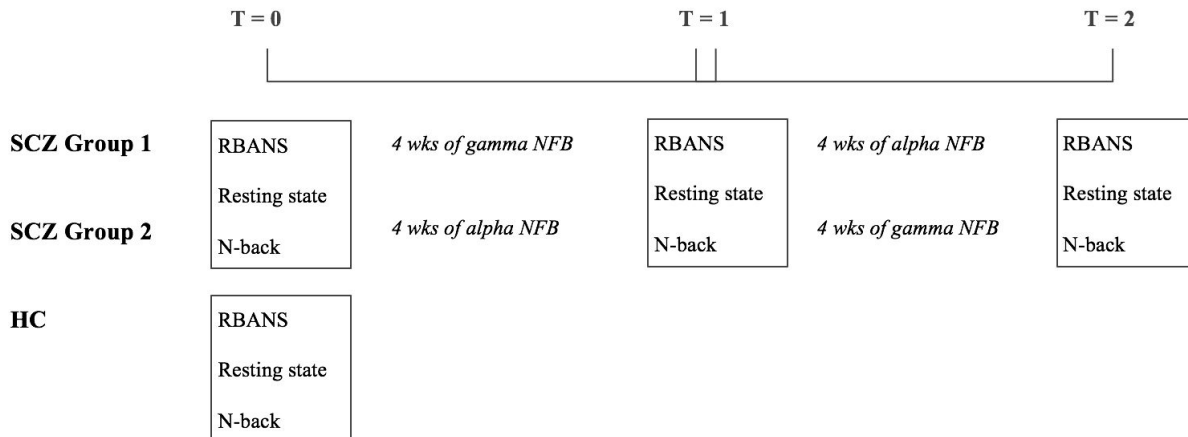 T = 0 T = 1 T = 2
SCZ Group 1 RBANS 4 wks of gamma NFB RBANS 4 wks of alpha NFB RBANS
Resting state Resting state Resting state
SCZ Group 2 4 wks of alpha NFB 4 wks of gamma NFB
N-back N-back N-back
HC RBANS
Resting state
N-back